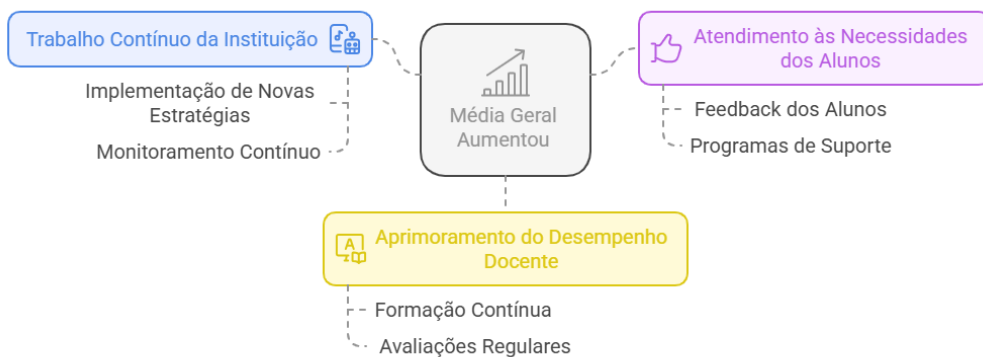 Trabalho Contínuo da Instituição
Implementação de Novas
Estratégias
Monitoramento Contínuo
Média Geral
Aumentou
Atendimento às Necessidades
dos Alunos
Feedback dos Alunos
Programas de Suporte
A
Aprimoramento do Desempenho
Docente
Formação Contínua
Avaliações Regulares